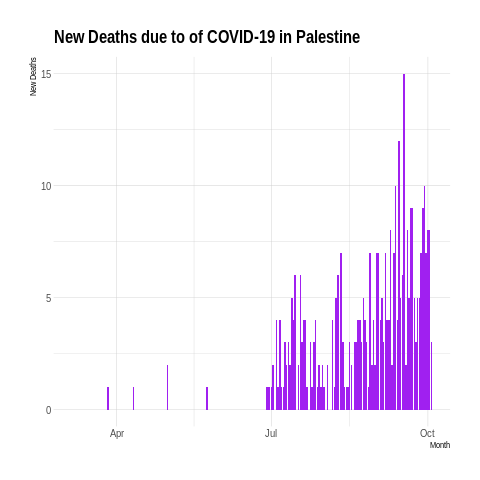 New Deaths due to of COVID-19 in Palestine
New Deaths
15
10
5
0
Apr
Jul
Oct
Month